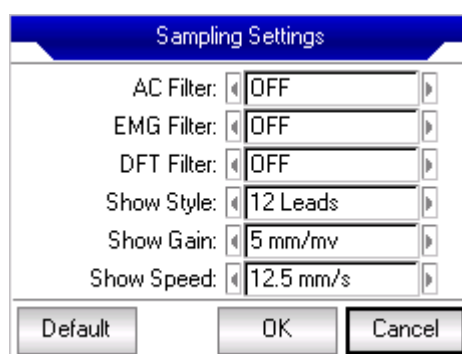 Sampling Settings
AC Filter: OFF
EMG Filter: OFF
DFT Filter: OFF
Show Style: 12 Leads
Show Gain: 5 mm/mv
Show Speed: 12.5 mm/s
Default OK Cancel